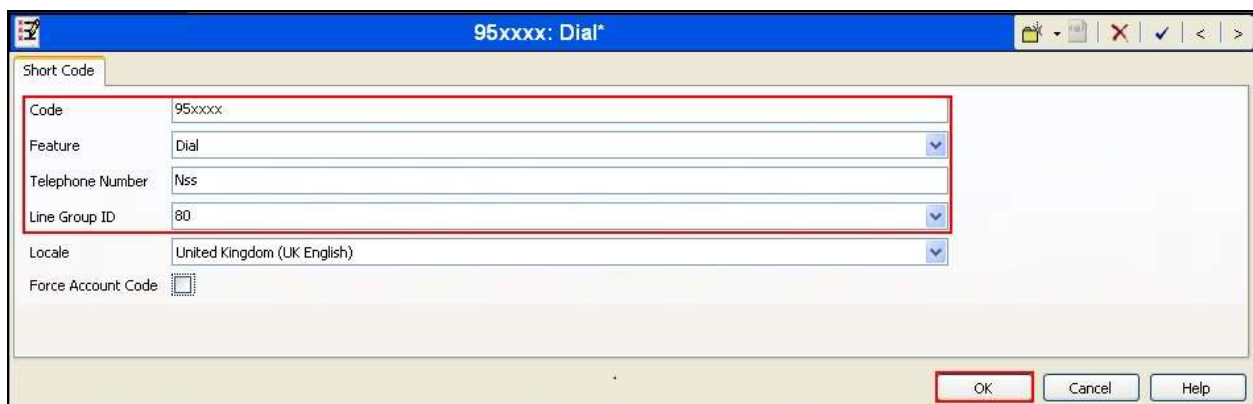 95xxxx: Dial*
Short Code
Code 95xxxx
Feature Dial
Telephone Number Nss
Line Group ID 80
Locale United Kingdom (UK English)
Force Account Code
OK Cancel Help